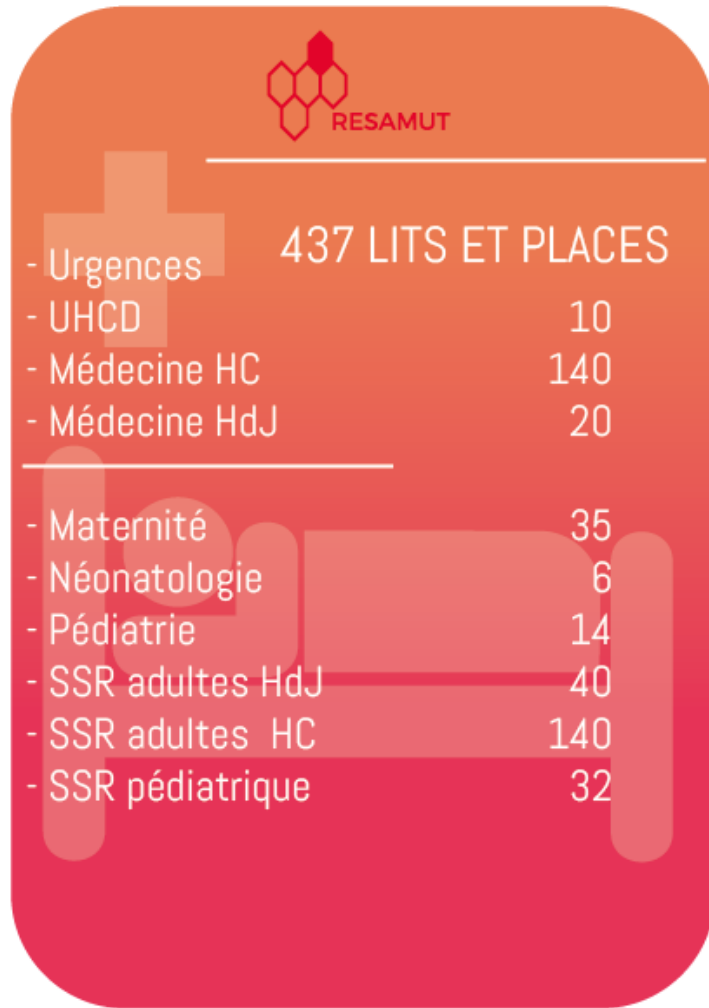 RESAMUT
437 LITS ET PLACES
- Urgences
- UHCD 10
- Médecine HC 140
- Médecine HdJ 20
- Maternité 35
- Néonatologie 6
- Pédiatrie 14
- SSR adultes HdJ 40
- SSR adultes HC 140
- SSR pédiatrique 32